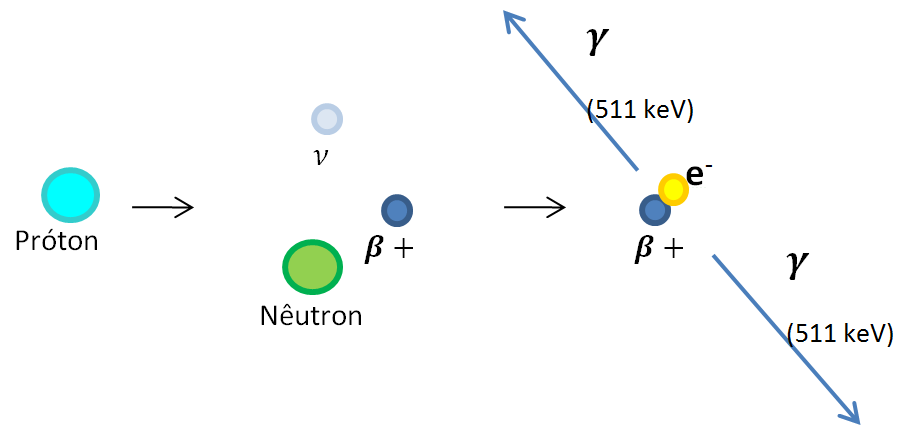 Próton
ν
β +
Nêutron
γ
(511 keV)
e-
β +
γ
(511 keV)